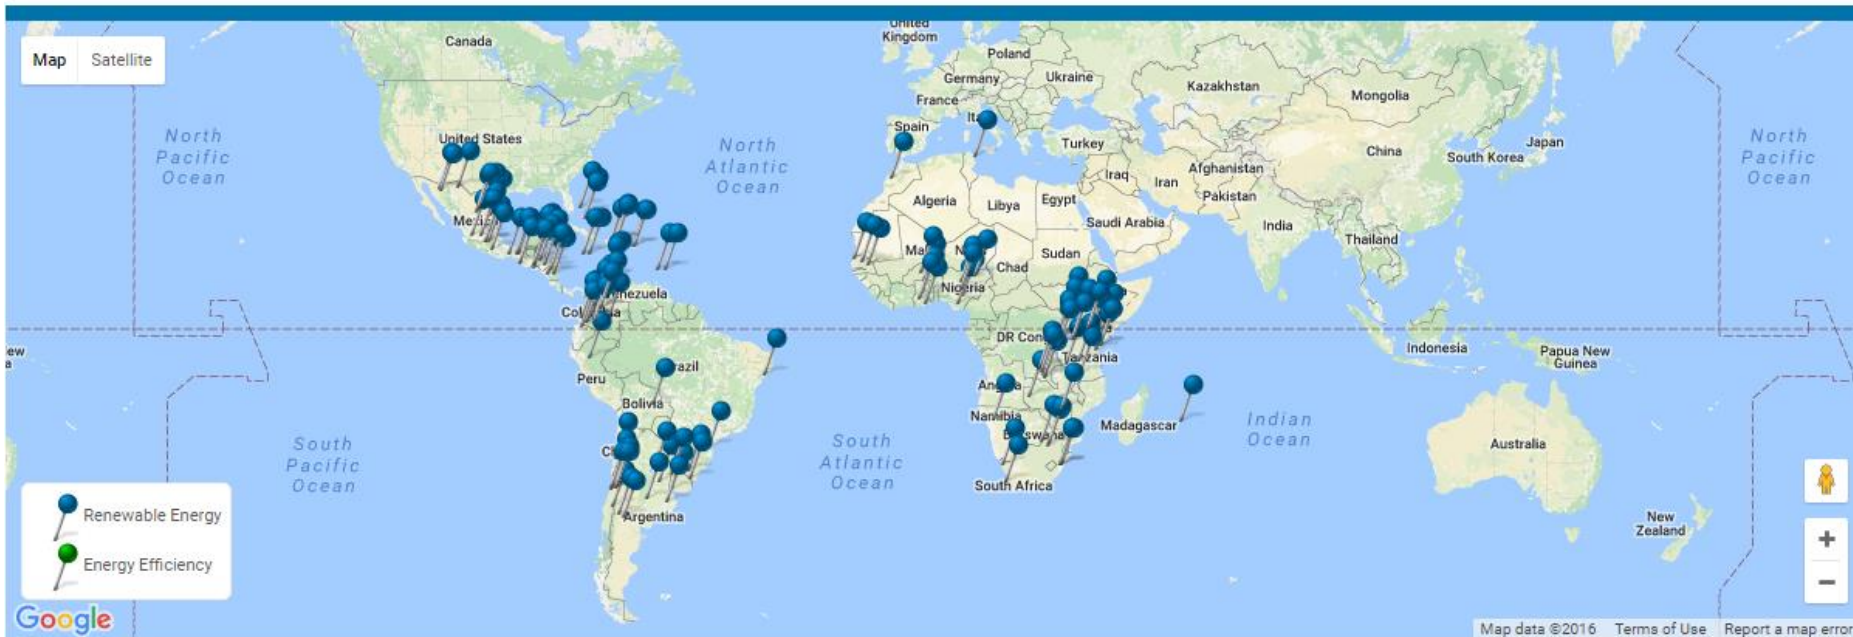 United
Kingdom
Canada
Map
Satellite
Poland
Germany
Ukraine
Kazakhstan
France
Mongolia
North
Pacific
Ocean
United States
North
Atlantic
Ocean
Spain
Turkey
China
Japan
South Korea
North
Pacific
Ocean
Afghanistan
Iraq
Iran
Pakistan
Algeria
Libya
Egypt
Saudi Arabia
India
Thailand
Sudan
Chad
Nigeria
DR Con
Tanzania
Indonesia
Papua New
Guinea
Peru
Bolivia
Namibia
Madagascar
Indian
Ocean
Australia
South
Pacific
Ocean
South
Atlantic
Ocean
South Africa
Argentina
New
Zealand
Renewable Energy
Energy Efficiency
Google
Map data ©2016 Terms of Use Report a map error